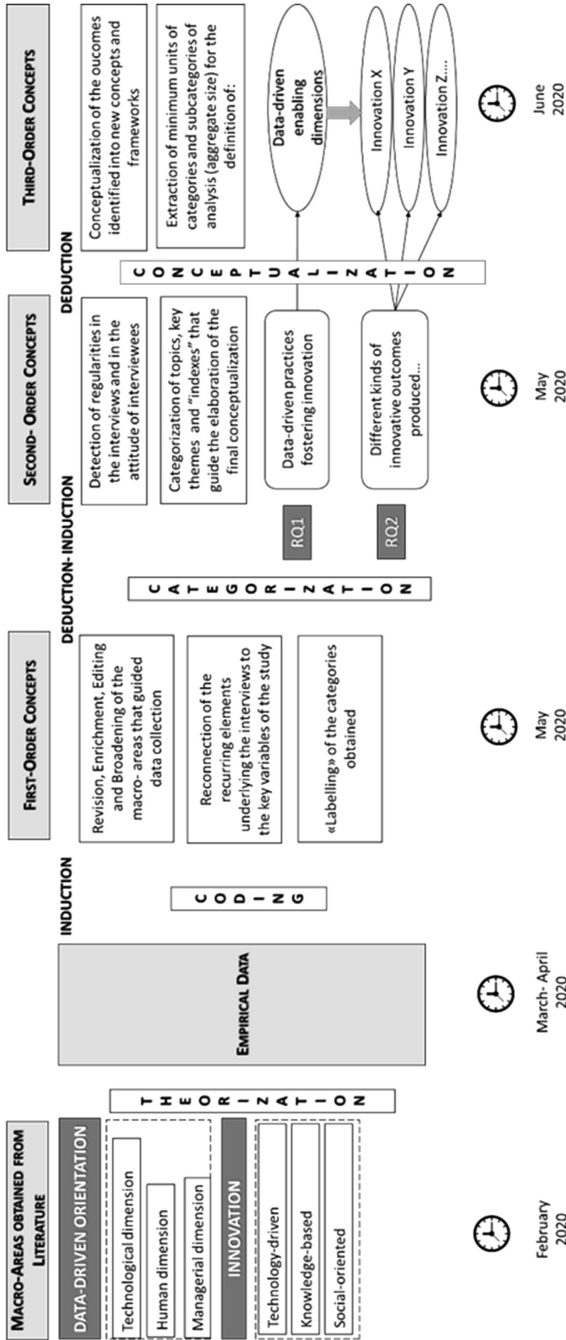 MACRO-AREAS OBTAINED FROM
LITERATURE
DATA-DRIVEN ORIENTATION
Technological dimension
Human dimension
Managerial dimension
INNOVATION
Technology-driven
Knowledge-based
Social-oriented
February
2020
THEORIZATION
EMPIRICAL DATA
March- April
2020
INDUCTION
CODING
FIRST-ORDER CONCEPTS
Revision, Enrichment, Editing
and Broadening of the
macro- areas that guided
data collection
Reconnection of the
recurring elements
underlying the interviews to
the key variables of the study
«Labelling» of the categories
obtained
May
2020
DEDUCTION- INDUCTION
CATEGORIZATION
SECOND- ORDER CONCEPTS
Detection of regularities in
the interviews and in the
attitude of interviewees
Categorization of topics, key
themes and “indexes” that
guide the elaboration of the
final conceptualization
RQ1
Data-driven practices
fostering innovation
RQ2
Different kinds of
innovative outcomes
produced...
May
2020
DEDUCTION
CONCEPTUALIZATION
THIRD-ORDER CONCEPTS
Conceptualization of the oucomes
identified into new concepts and
frameworks
Extraction of minimum units of
categories and subcategories of
analysis (aggregate size) for the
definition of:
Data-driven
enabling
dimensions
Innovation X
Innovation Y
Innovation Z....
June
2020